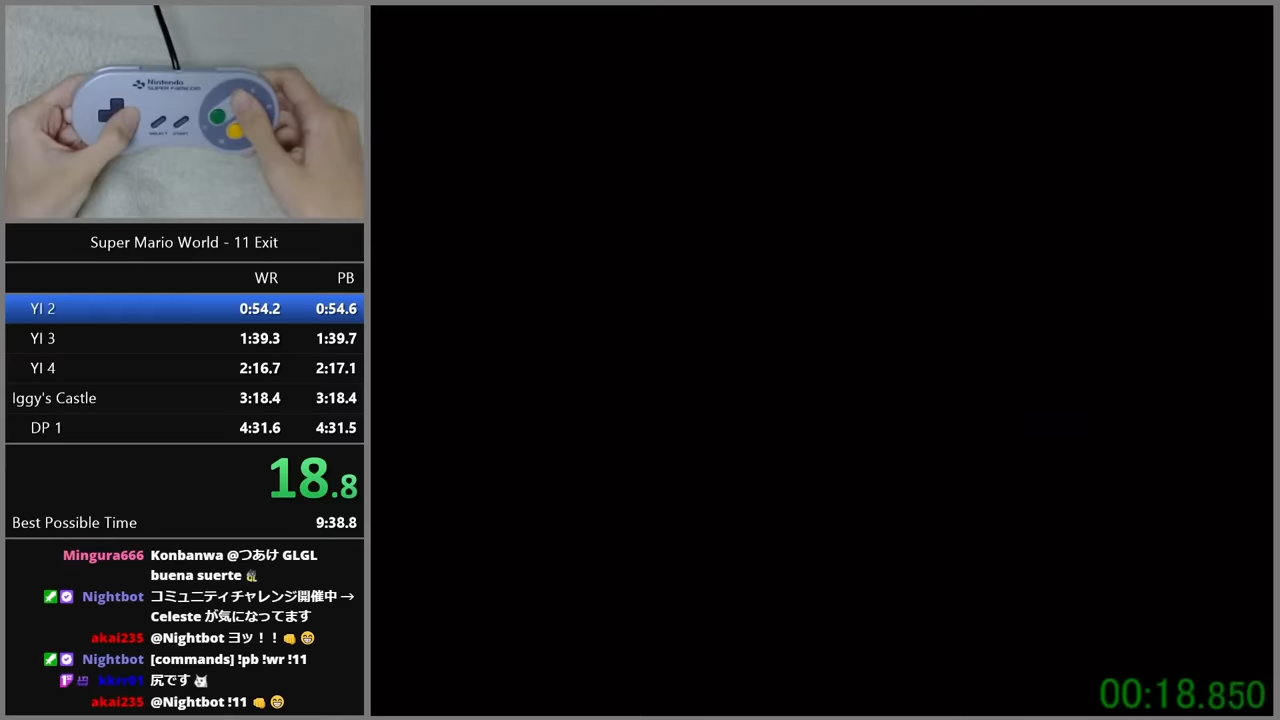 Nintendo
SUPER FAMICOM
SELECT START
Super Mario World - 11 Exit
WR PB
YI 2 0:54.2 0:54.6
YI 3 1:39.3 1:39.7
YI 4 2:16.7 2:17.1
Iggy's Castle 3:18.4 3:18.4
DP 1 4:31.6 4:31.5
18.8
Best Possible Time 9:38.8
Mingura666 Konbanwa @つあけ GLGL
buena suerte
Nightbot コミュニティチャレンジ開催中 →
Celeste が気になってます
akai235 @Nightbot ヨッ！！👊😁
Nightbot [commands] !pb !wr !11
kkrr01 尻です
akai235 @Nightbot !11 👊😁
00:18.850